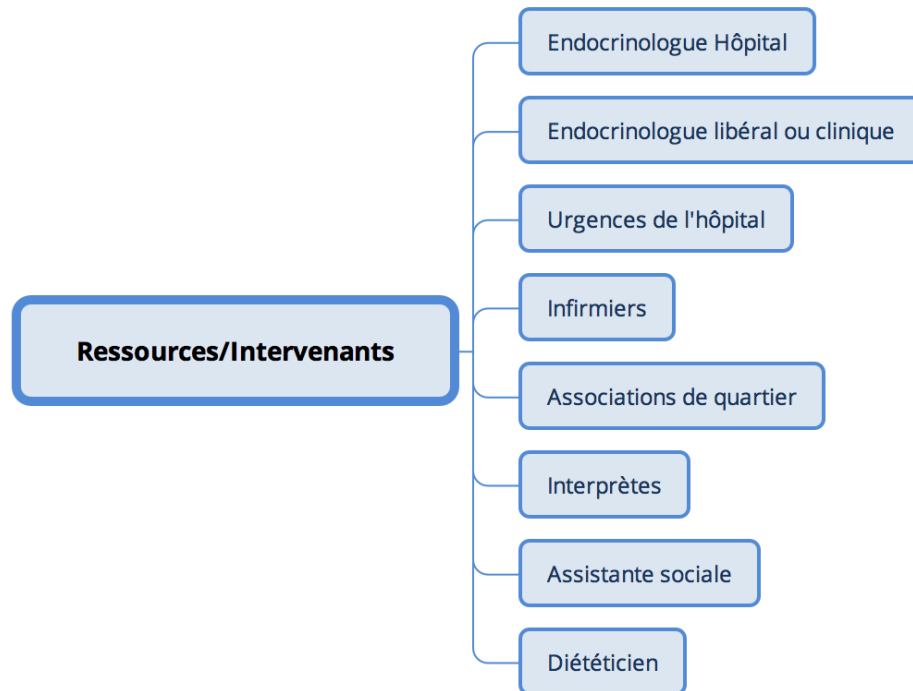 Endocrinologue Hôpital
Endocrinologue libéral ou clinique
Urgences de l'hôpital
Infirmiers
Ressources/Intervenants
Associations de quartier
Interprètes
Assistante sociale
Diététicien